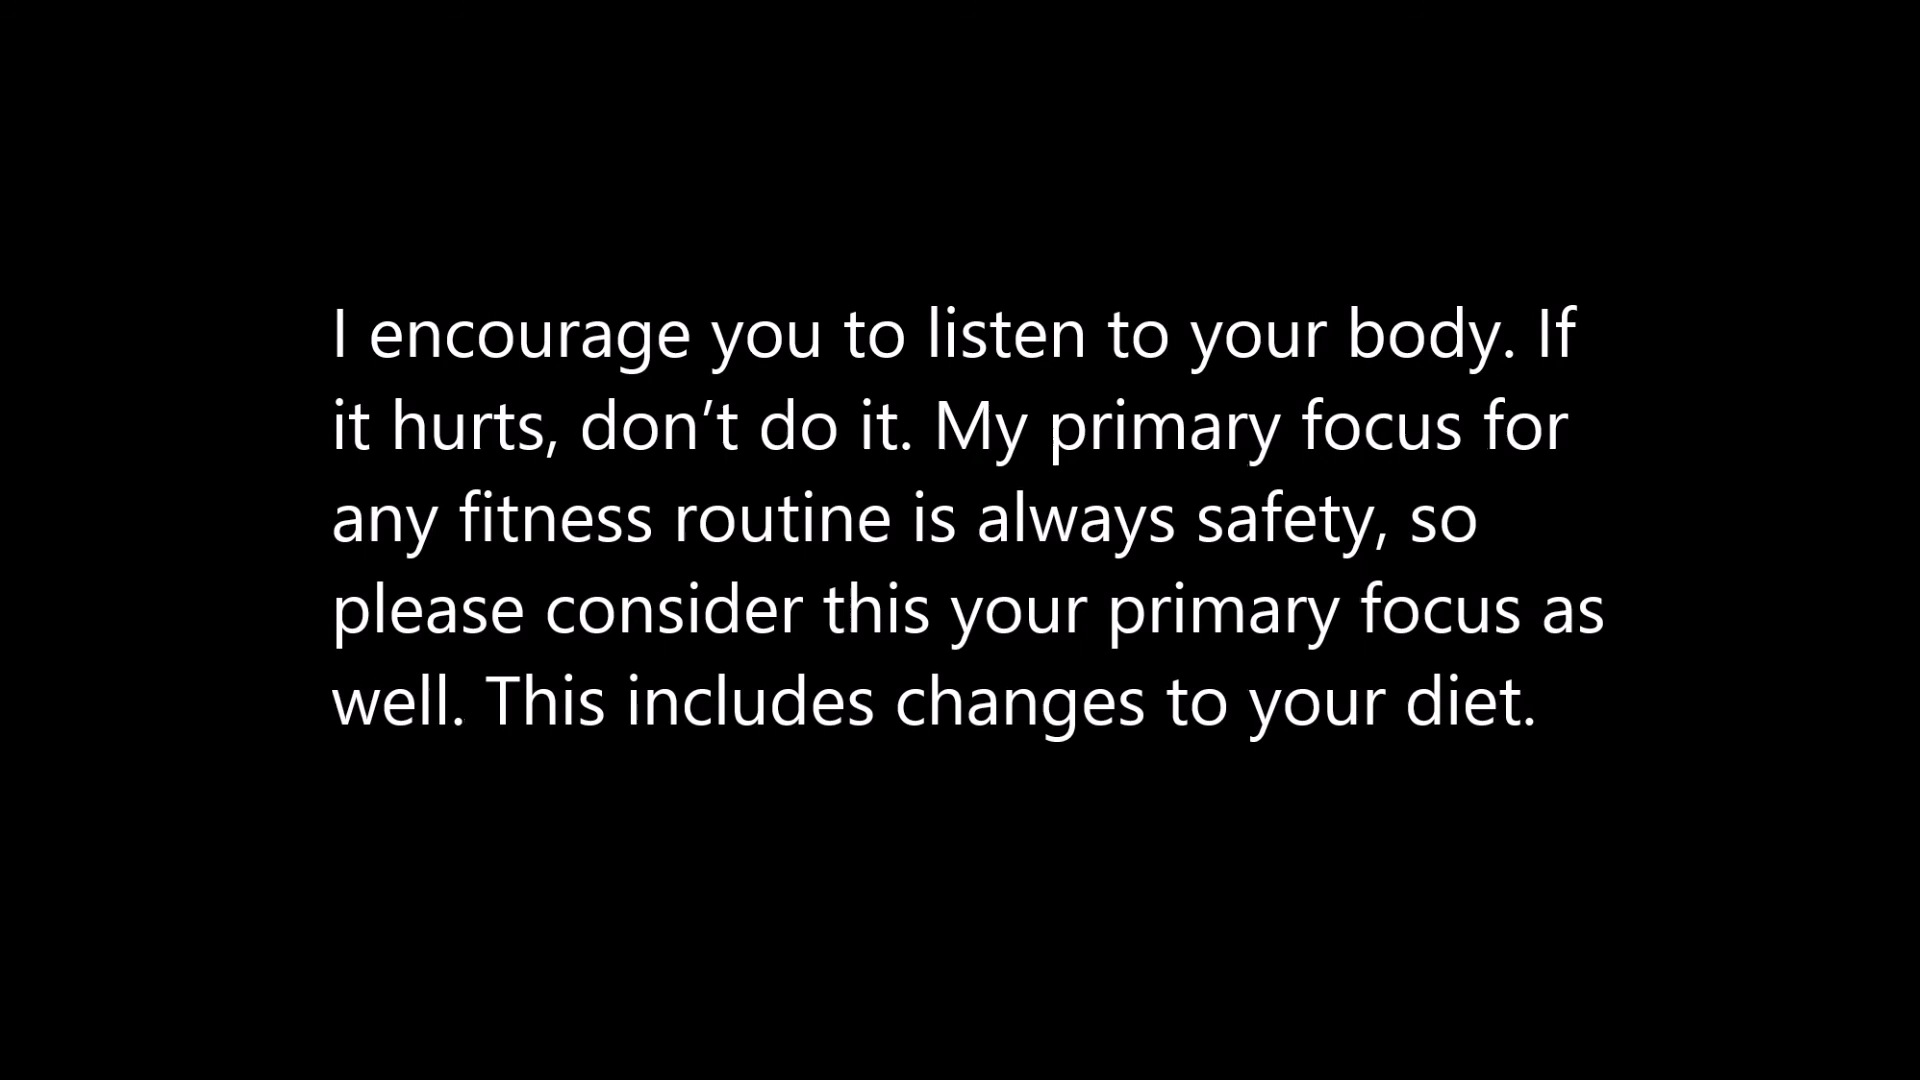 I encourage you to listen to your body. If
it hurts, don’t do it. My primary focus for
any fitness routine is always safety, so
please consider this your primary focus as
well. This includes changes to your diet.